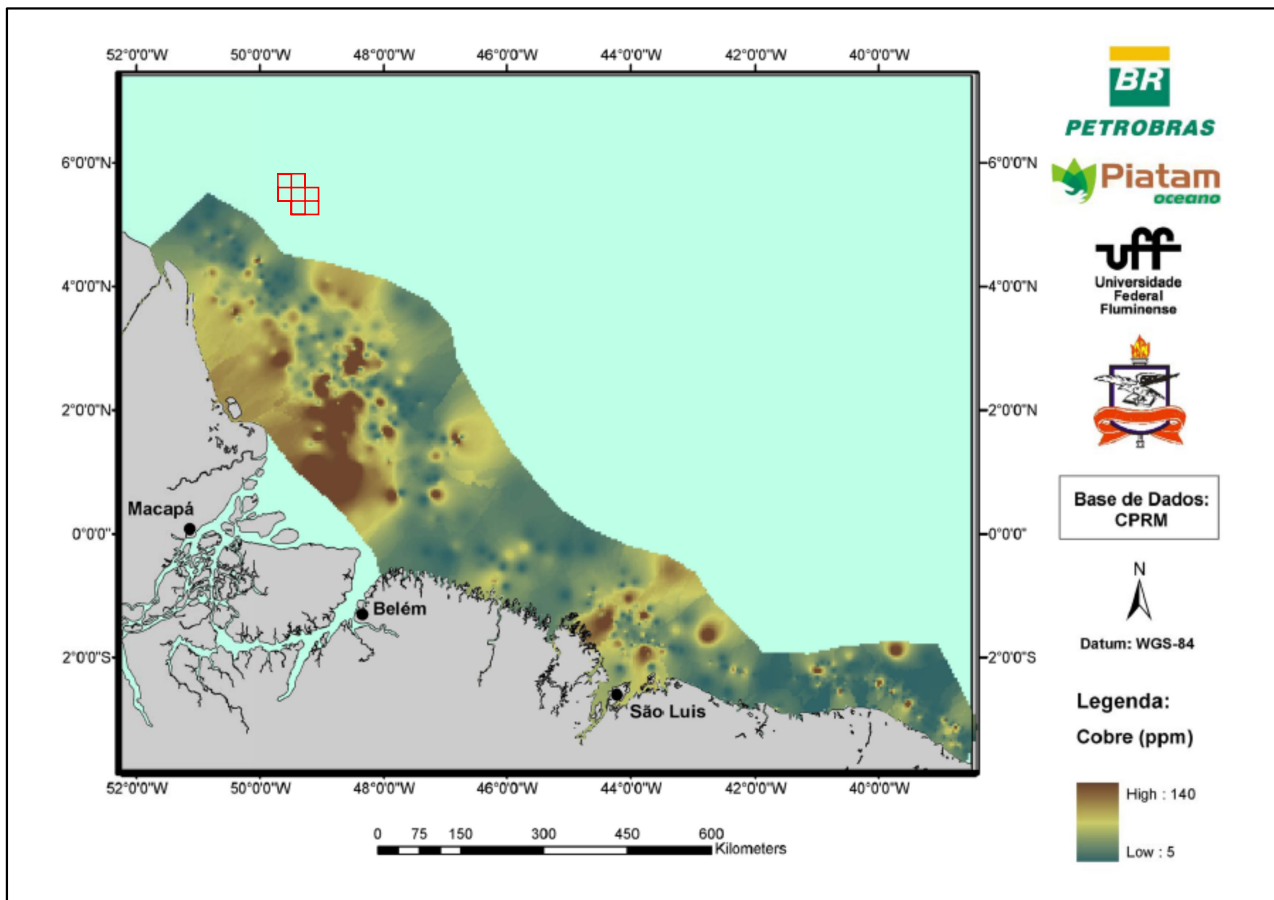 52°0'0"W 50°0'0"W 48°0'0"W 46°0'0"W 44°0'0"W 42°0'0"W 40°0'0"W
6°0'0"N
4°0'0"N
2°0'0"N
0°0'0"
2°0'0"S
6°0'0"N
4°0'0"N
2°0'0"N
0°0'0"
2°0'0"S
Macapá
Belém
São Luis
52°0'0"W 50°0'0"W 48°0'0"W 46°0'0"W 44°0'0"W 42°0'0"W 40°0'0"W
0 75 150 300 450 600
Kilometers
BR
PETROBRAS
Piatam
oceano
uff
Universidade
Federal
Fluminense
Base de Dados:
CPRM
N
Datum: WGS-84
Legenda:
Cobre (ppm)
High : 140
Low : 5